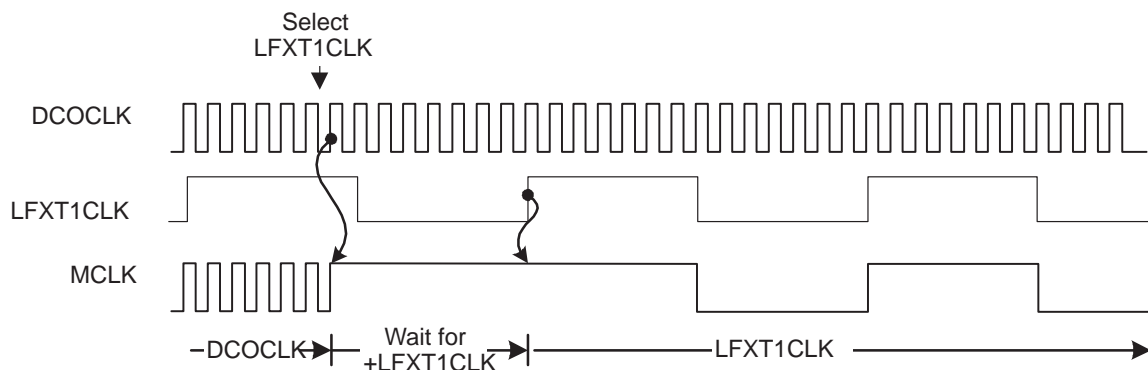 Select
LFXT1CLK
DCOCLK
LFXT1CLK
MCLK
DCOCLK
Wait for
+LFXT1CLK
LFXT1CLK